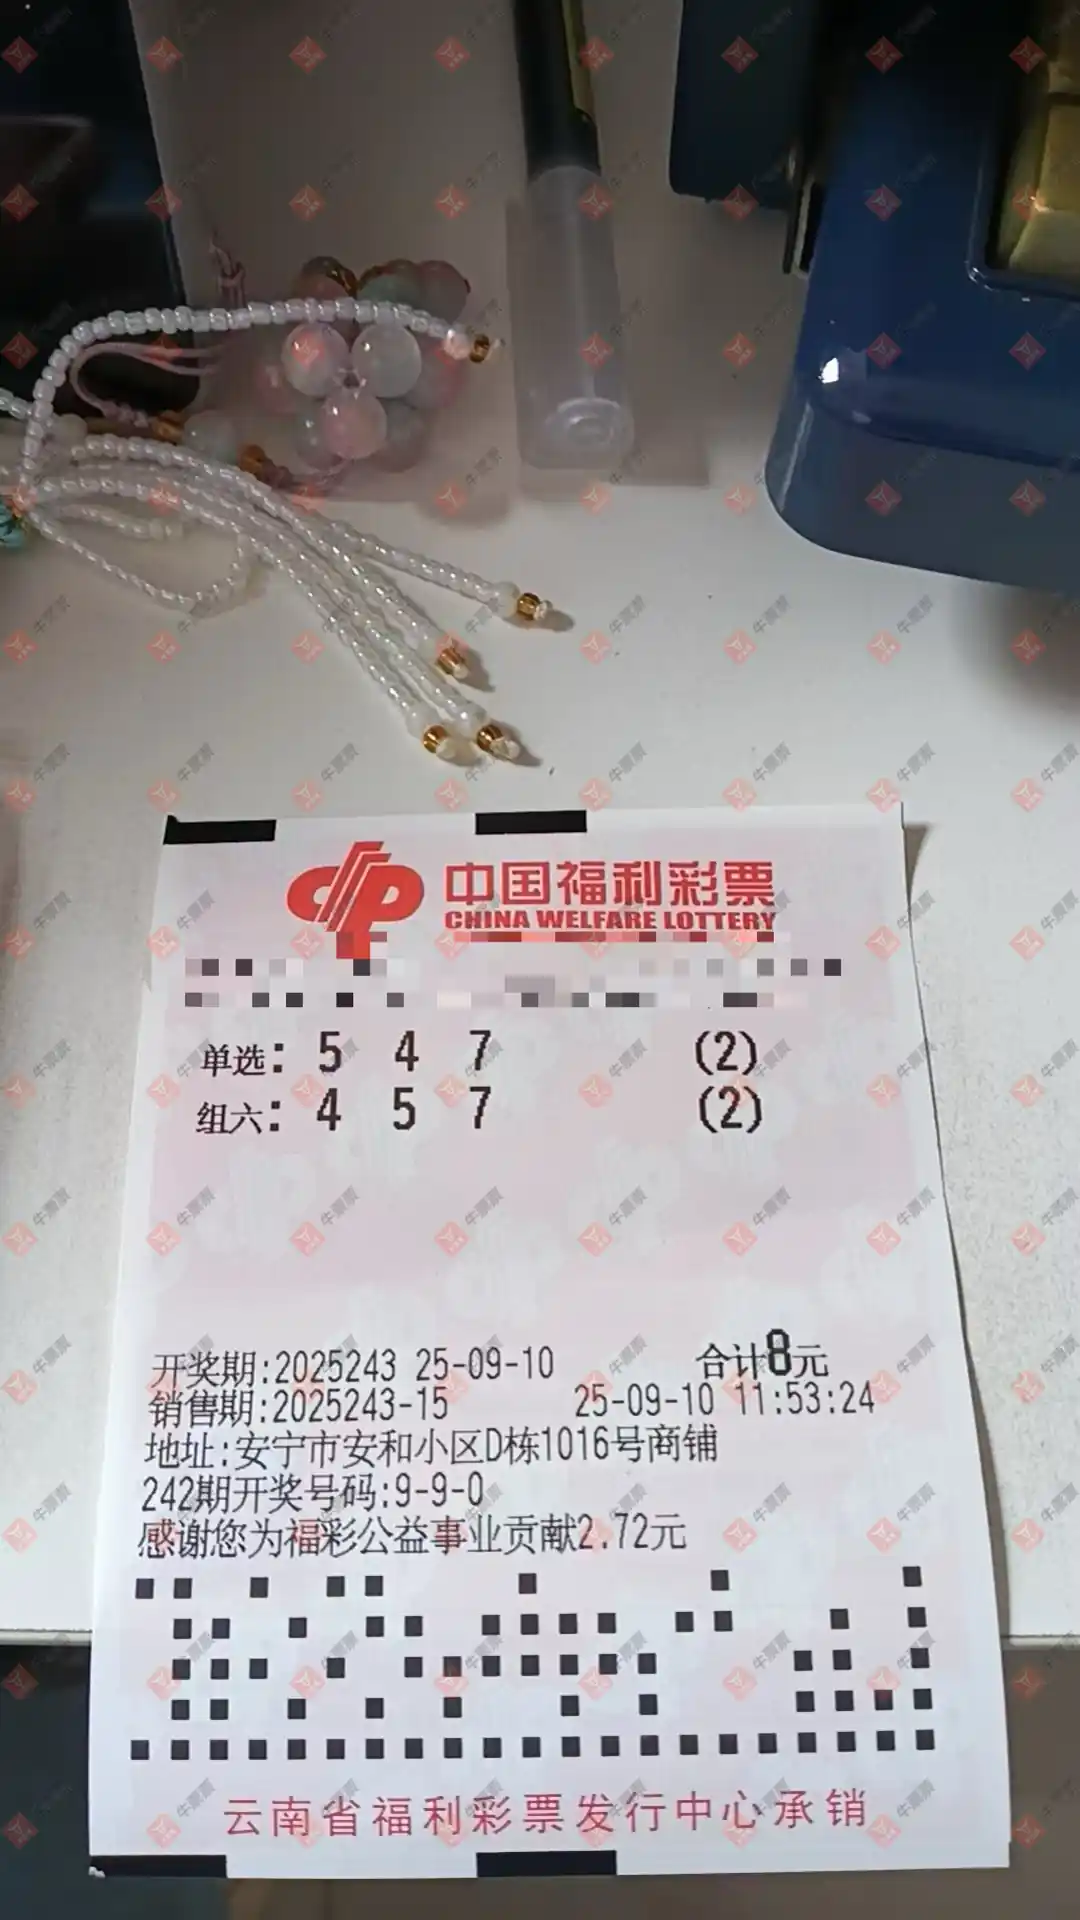 中国福利彩票
CHINA WELFARE LOTTERY
单选: 5 4 7 (2)
组六: 4 5 7 (2)
开奖期:2025243 25-09-10 合计8元
销售期:2025243-15 25-09-10 11:53:24
地址:安宁市安和小区D栋1016号商铺
242期开奖号码:9-9-0
感谢您为福彩公益事业贡献2.72元
云南省福利彩票发行中心承销
牛票票